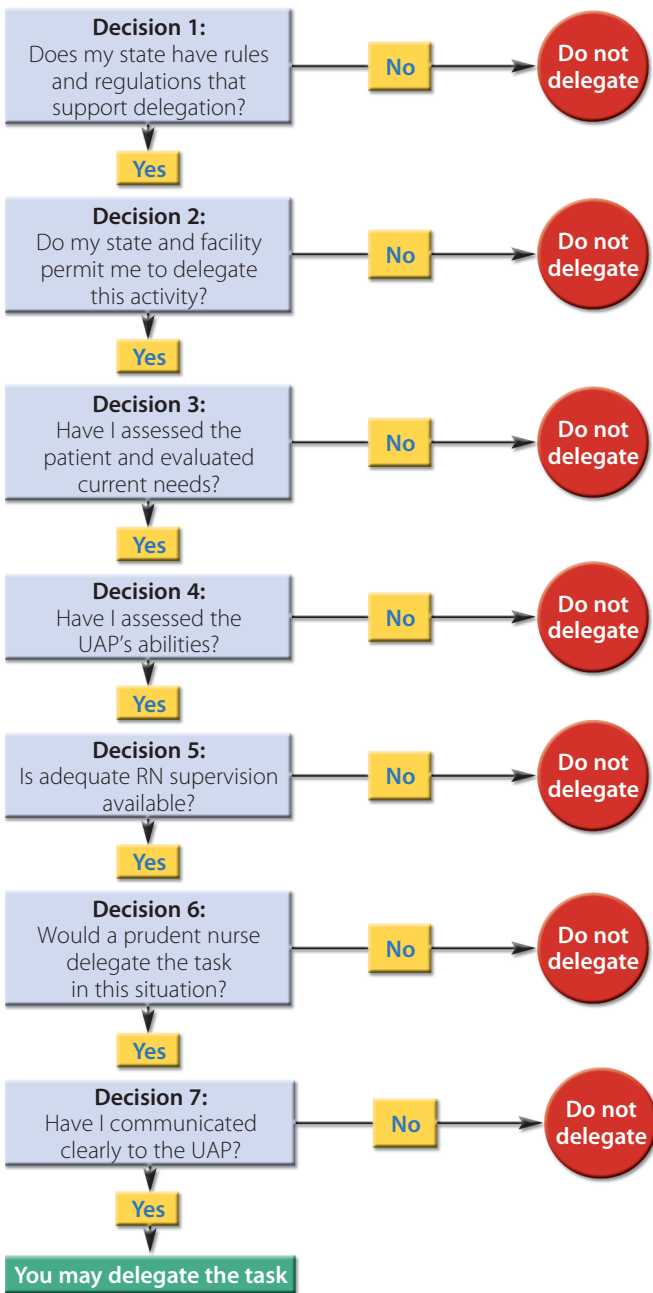 Decision 1:
Does my state have rules
and regulations that
support delegation?
No
Do not
delegate
Yes
Decision 2:
Do my state and facility
permit me to delegate
this activity?
No
Do not
delegate
Yes
Decision 3:
Have I assessed the
patient and evaluated
current needs?
No
Do not
delegate
Yes
Decision 4:
Have I assessed the
UAP's abilities?
No
Do not
delegate
Yes
Decision 5:
Is adequate RN supervision
available?
No
Do not
delegate
Yes
Decision 6:
Would a prudent nurse
delegate the task
in this situation?
No
Do not
delegate
Yes
Decision 7:
Have I communicated
clearly to the UAP?
No
Do not
delegate
Yes
You may delegate the task